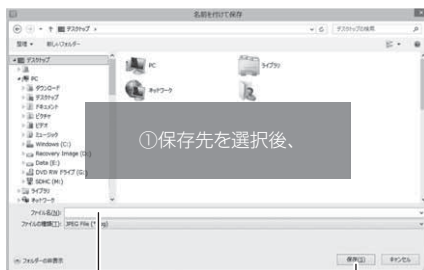 名前を付けて保存
デスクトップ
デスクトップの検索
整理 新しいフォルダー
デスクトップ
PC
ダウンロード
デスクトップ
ドキュメント
ピクチャ
ビデオ
ミュージック
Windows (C:)
Recovery Image (D:)
Data (E:)
DVD RW ドライブ (G:)
SDHC (M:)
ライブラリ
ネットワーク
PC
ライブラリ
ネットワーク
①保存先を選択後、
ファイル名(N):
ファイルの種類(T): JPEG File
フォルダーの非表示
保存(S) キャンセル